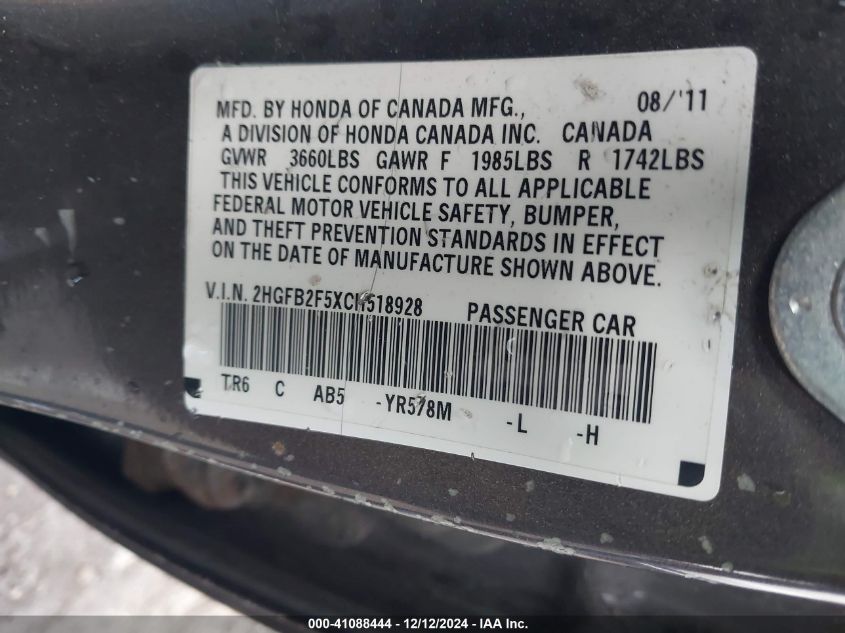 MFD. BY HONDA OF CANADA MFG., 08/'11
A DIVISION OF HONDA CANADA INC. CANADA
GVWR 3660LBS GAWR F 1985LBS R 1742LBS
THIS VEHICLE CONFORMS TO ALL APPLICABLE
FEDERAL MOTOR VEHICLE SAFETY, BUMPER,
AND THEFT PREVENTION STANDARDS IN EFFECT
ON THE DATE OF MANUFACTURE SHOWN ABOVE.
V.I.N. 2HGFB2F5XCH518928 PASSENGER CAR
TR6 C AB5 -YR578M -L -H
000-41088444 - 12/12/2024 - IAA Inc.